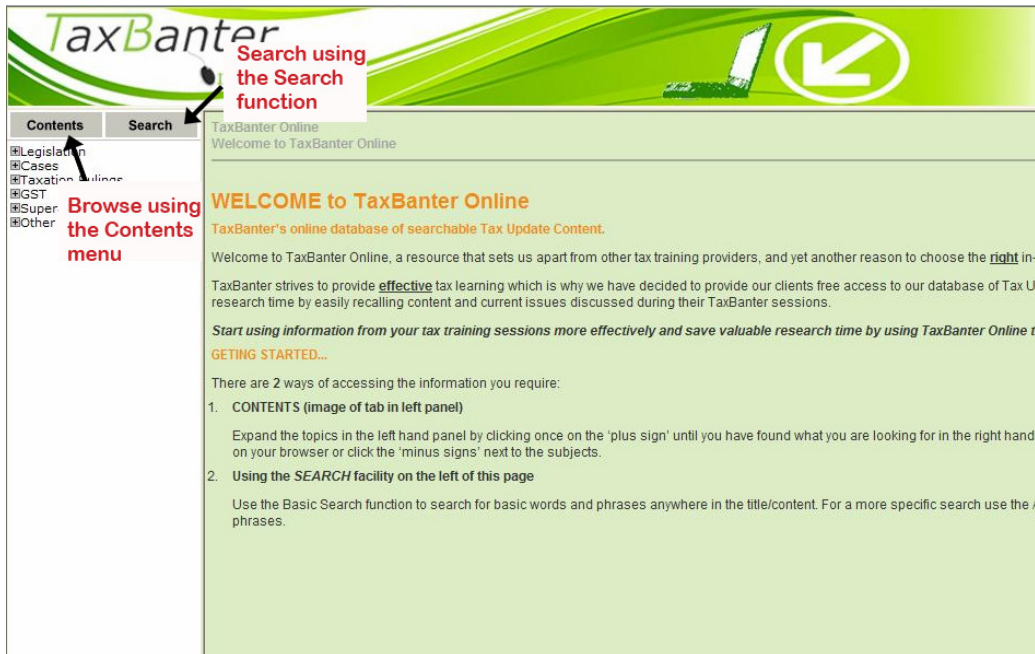 TaxBanter
Search using
the Search
function
Contents Search
Legislation
Cases
Taxation Rulings
GST
Super
Other
Browse using
the Contents
menu
TaxBanter Online
Welcome to TaxBanter Online
WELCOME to TaxBanter Online
TaxBanter's online database of searchable Tax Update Content.
Welcome to TaxBanter Online, a resource that sets us apart from other tax training providers, and yet another reason to choose the right in-
TaxBanter strives to provide effective tax learning which is why we have decided to provide our clients free access to our database of Tax U
research time by easily recalling content and current issues discussed during their TaxBanter sessions.
Start using information from your tax training sessions more effectively and save valuable research time by using TaxBanter Online t
GETING STARTED...
There are 2 ways of accessing the information you require:
1. CONTENTS (image of tab in left panel)
Expand the topics in the left hand panel by clicking once on the 'plus sign' until you have found what you are looking for in the right hand
on your browser or click the 'minus signs' next to the subjects.
2. Using the SEARCH facility on the left of this page
Use the Basic Search function to search for basic words and phrases anywhere in the title/content. For a more specific search use the
phrases.